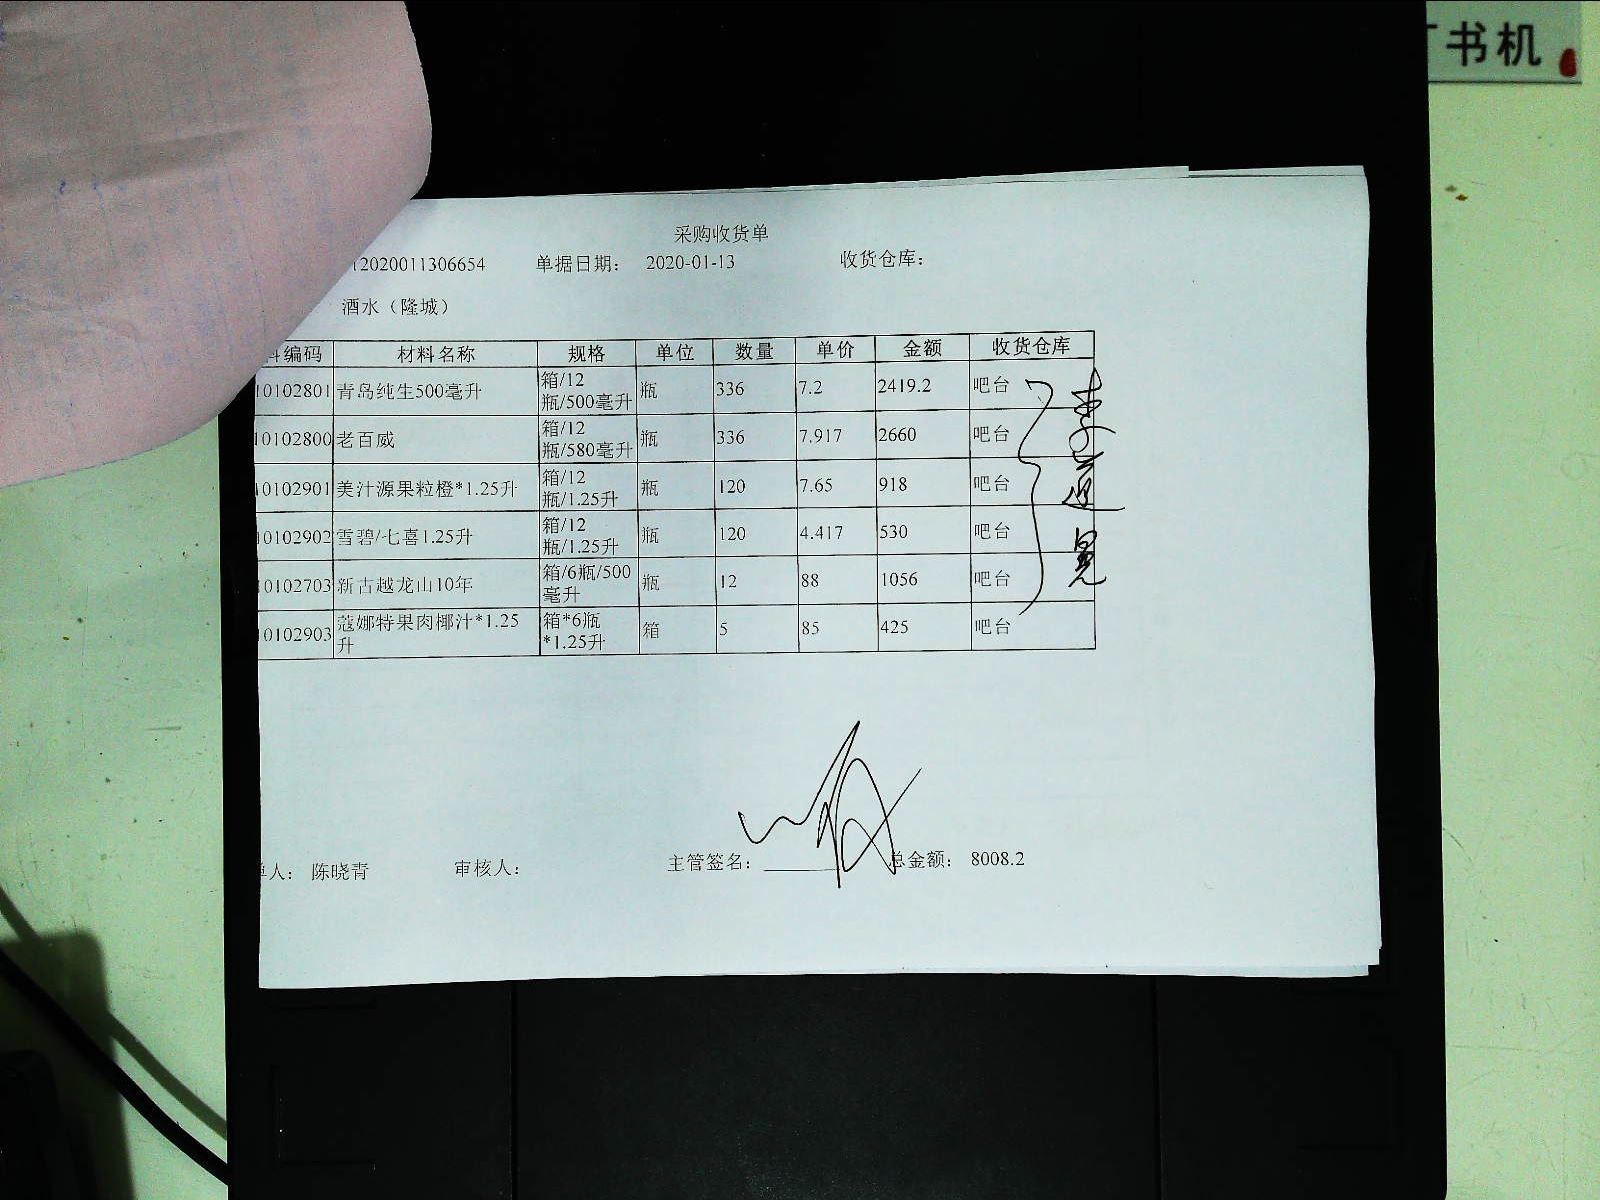 书机
采购收货单
12020011306654 单据日期： 2020-01-13 收货仓库：
酒水（隆城）
编码 材料名称 规格 单位 数量 单价 金额 收货仓库
10102801 青岛纯生500毫升 箱/12瓶/500毫升 瓶 336 7.2 2419.2 吧台
10102800 老百威 箱/12瓶/580毫升 瓶 336 7.917 2660 吧台
10102901 美汁源果粒橙*1.25升 箱/12瓶/1.25升 瓶 120 7.65 918 吧台
10102902 雪碧/七喜1.25升 箱/12瓶/1.25升 瓶 120 4.417 530 吧台
10102703 新古越龙山10年 箱/6瓶/500毫升 瓶 12 88 1056 吧台
10102903 蔻娜特果肉椰汁*1.25升 箱*6瓶*1.25升 箱 5 85 425 吧台
人： 陈晓青 审核人： 主管签名： 总金额： 8008.2